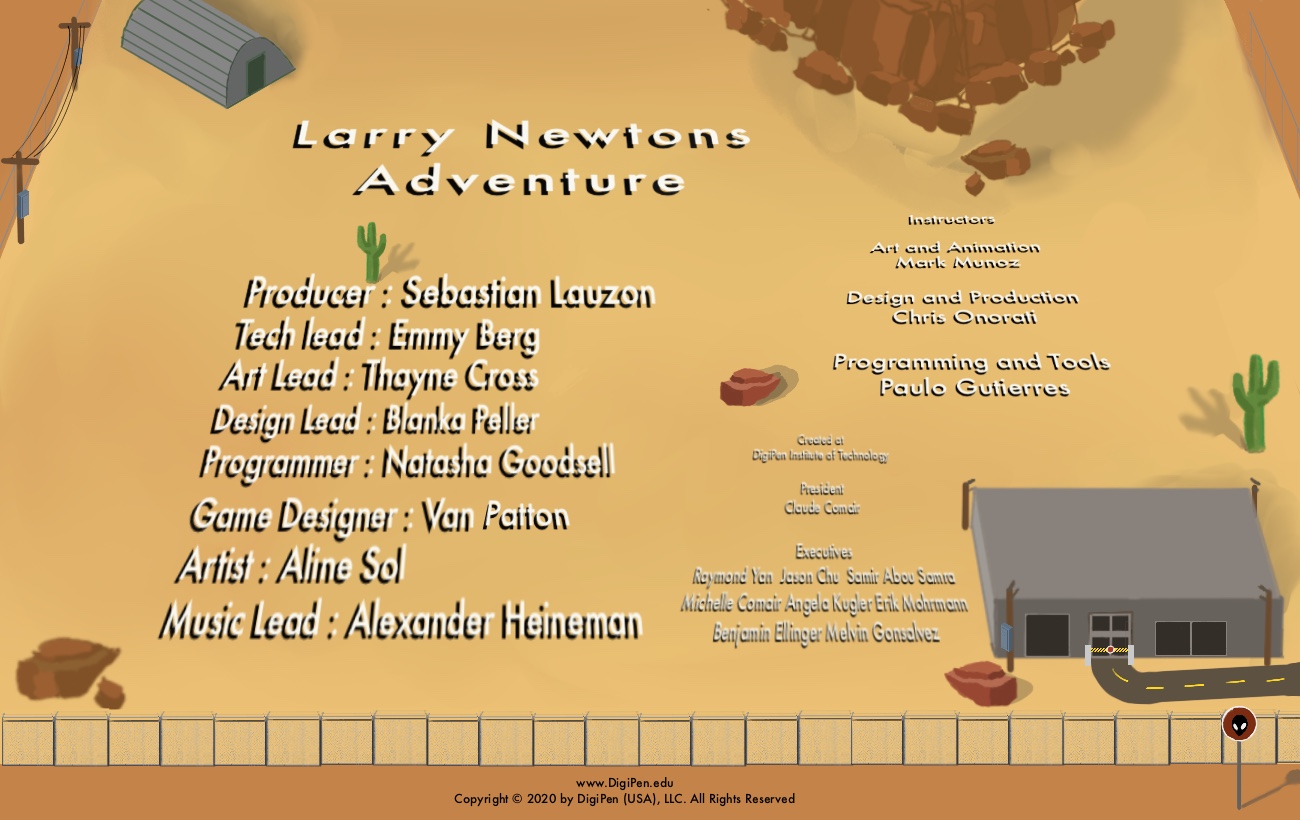 Larry Newtons
Adventure
Producer : Sebastian Lauzon
Tech lead : Emmy Berg
Art Lead : Thayne Cross
Design Lead : Blanka Peller
Programmer : Natasha Goodsell
Game Designer : Van Patton
Artist : Aline Sol
Music Lead : Alexander Heineman
Instructors
Art and Animation
Mark Munoz
Design and Production
Chris Onorati
Programming and Tools
Paulo Gutierres
Created at
DigiPen Institute of Technology
President
Claude Comair
Executives
Raymond Yan Jason Chu Samir Abou Samra
Michelle Comair Angela Kugler Erik Mohrmann
Benjamin Ellinger Melvin Gonsalvez
www.DigiPen.edu
Copyright © 2020 by DigiPen (USA), LLC. All Rights Reserved